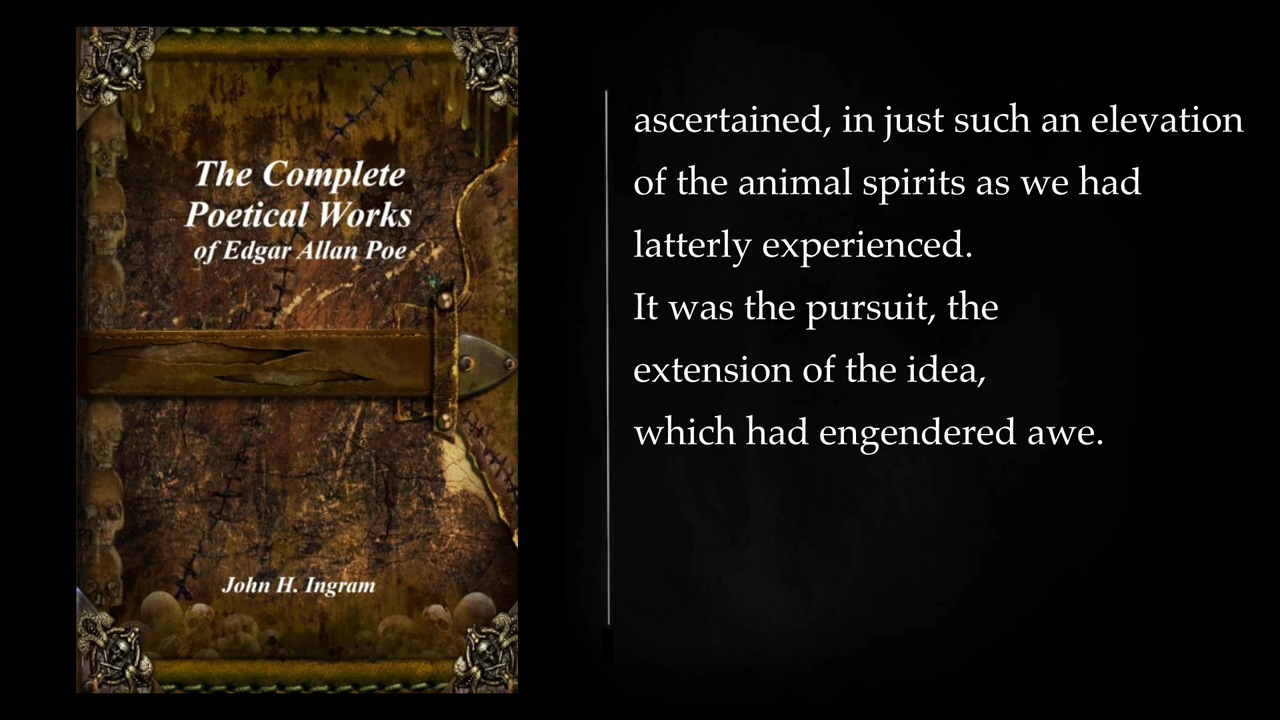 The Complete
Poetical Works
of Edgar Allan Poe
John H. Ingram
ascertained, in just such an elevation
of the animal spirits as we had
latterly experienced.
It was the pursuit, the
extension of the idea,
which had engendered awe.